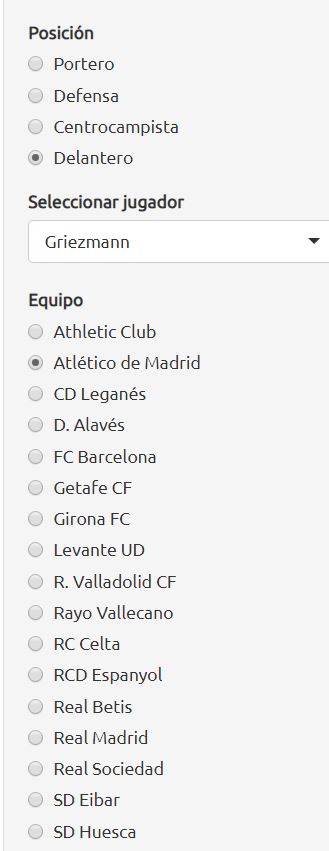 Posición
Portero
Defensa
Centrocampista
Delantero
Seleccionar jugador
Griezmann
Equipo
Athletic Club
Atlético de Madrid
CD Leganés
D. Alavés
FC Barcelona
Getafe CF
Girona FC
Levante UD
R. Valladolid CF
Rayo Vallecano
RC Celta
RCD Espanyol
Real Betis
Real Madrid
Real Sociedad
SD Eibar
SD Huesca